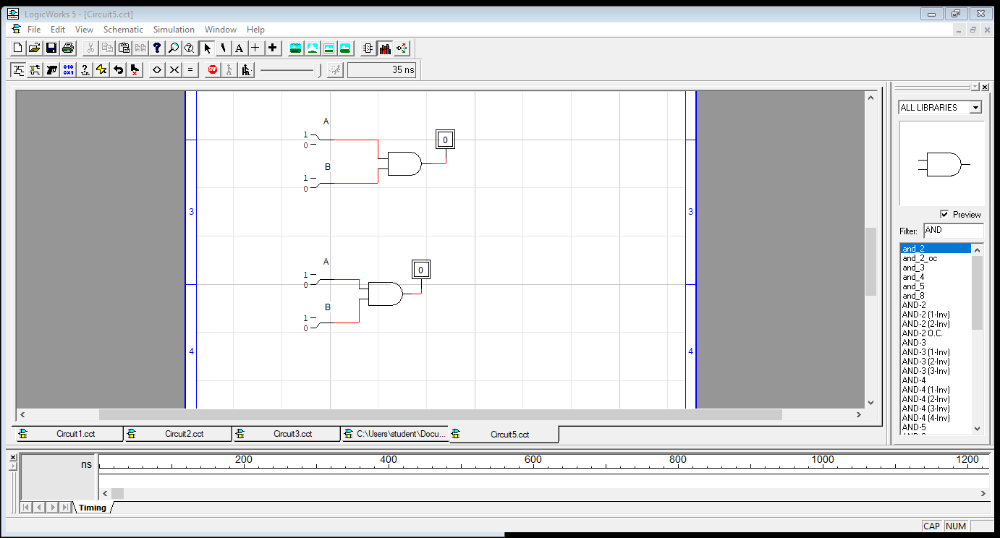 LogicWorks 5 - [Circuit5.cct]
File Edit View Schematic Simulation Window Help
35 ns
ALL LIBRARIES
Preview
Filter: AND
and_2
and_2_oc
and_3
and_4
and_5
and_8
AND-2
AND-2 (1-Inv)
AND-2 (2-Inv)
AND-2 O.C.
AND-3
AND-3 (1-Inv)
AND-3 (2-Inv)
AND-3 (3-Inv)
AND-4
AND-4 (1-Inv)
AND-4 (2-Inv)
AND-4 (3-Inv)
AND-4 (4-Inv)
AND-5
A
1
0
0
B
1
0
3 3
A
1
0
0
B
1
0
4 4
Circuit1.cct Circuit2.cct Circuit3.cct C:\Users\student\Docu... Circuit5.cct
ns 200 400 600 800 1000 1200
Timing
CAP NUM